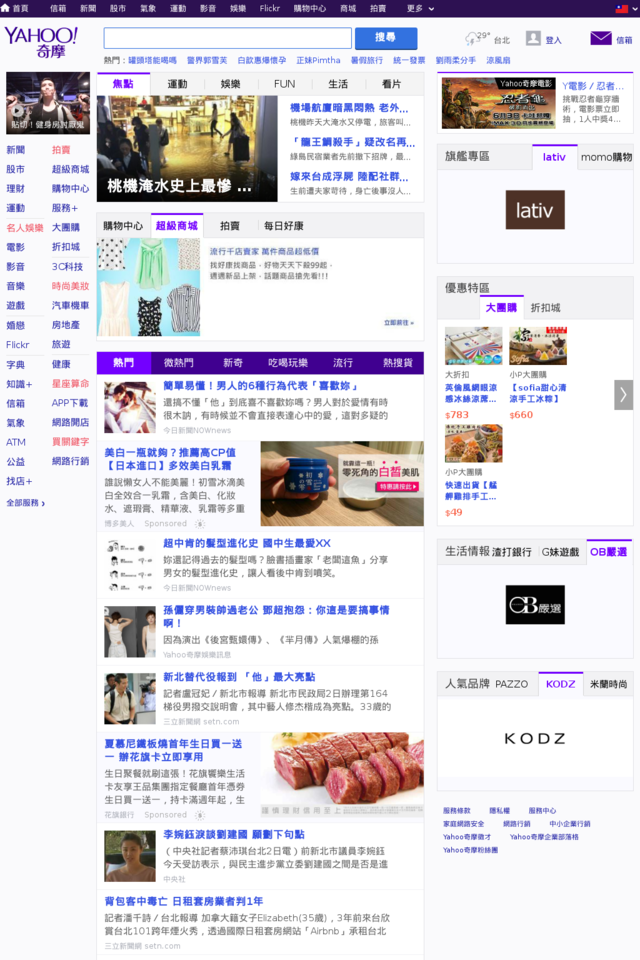 首頁 信箱 新聞 股市 氣象 運動 影音 娛樂 Flickr 購物中心 商城 拍賣 更多
YAHOO!
奇摩
搜尋
29° 台北
登入
信箱
熱門：罐頭塔能喝嗎 警界郭雪芙 白飲惠爆懷孕 正妹Pimtha 暑假旅行 統一發票 劉雨柔分手 涼風扇
貼切！健身房討厭鬼
新聞 拍賣
股市 超級商城
理財 購物中心
運動 服務+
名人娛樂 大團購
電影 折扣城
影音 3C科技
音樂 時尚美妝
遊戲 汽車機車
婚戀 房地產
Flickr 旅遊
字典 健康
知識+ 星座算命
信箱 APP下載
氣象 網路開店
ATM 買關鍵字
公益 網路行銷
找店+
全部服務 ›
焦點 運動 娛樂 FUN 生活 看片
桃機淹水史上最慘 ...
機場航廈暗黑悶熱 老外...
桃機昨天大淹水又停電，旅客叫...
「龍王鯛殺手」疑改名再...
綠島民宿業者先前撤下招牌，最...
嫁來台成浮屍 陸配社群...
生前遭夫家苛待，身亡後事沒人...
購物中心 超級商城 拍賣 每日好康
流行千店賣家 萬件商品超低價
找好康找商品，好物天天下殺99起，
週週新品上架，話題商品搶先看!!!
立即前往 »
熱門 微熱門 新奇 吃喝玩樂 流行 熱搜貨
簡單易懂！男人的6種行為代表「喜歡妳」
還搞不懂「他」到底喜不喜歡妳嗎？男人對於愛情有時
很木訥，有時候並不會直接表達心中的愛，這對多疑的
今日新聞NOWnews
美白一瓶就夠？推薦高CP值
【日本進口】多效美白乳霜
誰說懶女人不能美麗！初雪冰滴美
白全效合一乳霜，含美白、化妝
水、遮瑕膏、精華液、乳霜等多重
博多美人 Sponsored
就靠這一瓶！
零死角的白皙美肌
特惠請按此
超中肯的髮型進化史 國中生最愛XX
妳還記得過去的髮型嗎？臉書插畫家「老闆這魚」分享
男女的髮型進化史，讓人看後中肯到噴笑。
今日新聞NOWnews
孫儷穿男裝帥過老公 鄧超抱怨：你這是要搞事情
啊！
因為演出《後宮甄嬛傳》、《羋月傳》人氣爆棚的孫
Yahoo奇摩娛樂訊息
新北替代役報到 「他」最大亮點
記者盧冠妃／新北市報導 新北市民政局2日辦理第164
梯役男撥交說明會，其中藝人修杰楷成為亮點。33歲的
三立新聞網 setn.com
夏慕尼鐵板燒首年生日買一送
一 辦花旗卡立即享用
生日聚餐就刷這張！花旗饗樂生活
卡友享王品集團指定餐廳首年憑券
生日買一送一，持卡滿週年起，生
花旗銀行 Sponsored
謹慎理財信用至上
李婉鈺淚談劉建國 願劃下句點
（中央社記者蔡沛琪台北2日電）前新北市議員李婉鈺
今天受訪表示，與民主進步黨立委劉建國之間是否是進
中央社
背包客中毒亡 日租套房業者判1年
記者潘千詩／台北報導 加拿大籍女子Elizabeth(35歲)，3年前來台欣
賞台北101跨年煙火秀，透過國際日租套房網站「Airbnb」承租台北
三立新聞網 setn.com
Yahoo奇摩電影
Y電影 / 忍者...
挑戰忍者龜穿牆
術，電影票立即
抽，1人中獎4...
旗艦專區 lativ momo購物
lativ
優惠特區
大團購 折扣城
大折扣
英倫風網眼涼
感冰絲涼蓆...
$783
小P大團購
【sofia甜心清
涼手工冰粽】
$660
小P大團購
快速出貨【艋
舺雞排手工...
$49
生活情報 渣打銀行 G妹遊戲 OB嚴選
OB嚴選
人氣品牌 PAZZO KODZ 米蘭時尚
KODZ
服務條款 隱私權 服務中心
家庭網路安全 網路行銷 中小企業行銷
Yahoo奇摩徵才 Yahoo奇摩企業部落格
Yahoo奇摩粉絲團